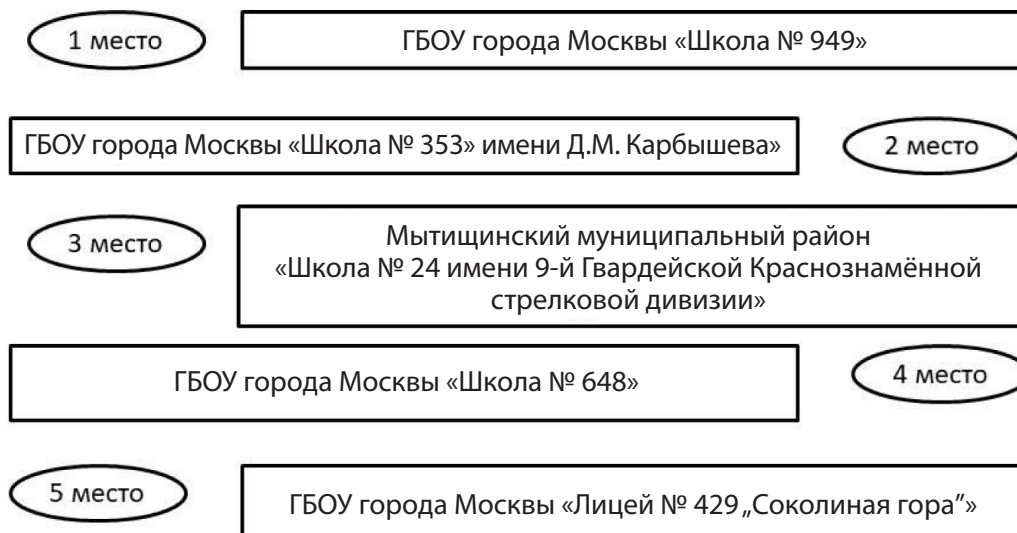 1 место
ГБОУ города Москвы «Школа № 949»
ГБОУ города Москвы «Школа № 353» имени Д.М. Карбышева»
2 место
3 место
Мытищинский муниципальный район
«Школа № 24 имени 9-й Гвардейской Краснознамённой
стрелковой дивизии»
ГБОУ города Москвы «Школа № 648»
4 место
5 место
ГБОУ города Москвы «Лицей № 429 „Соколиная гора”»